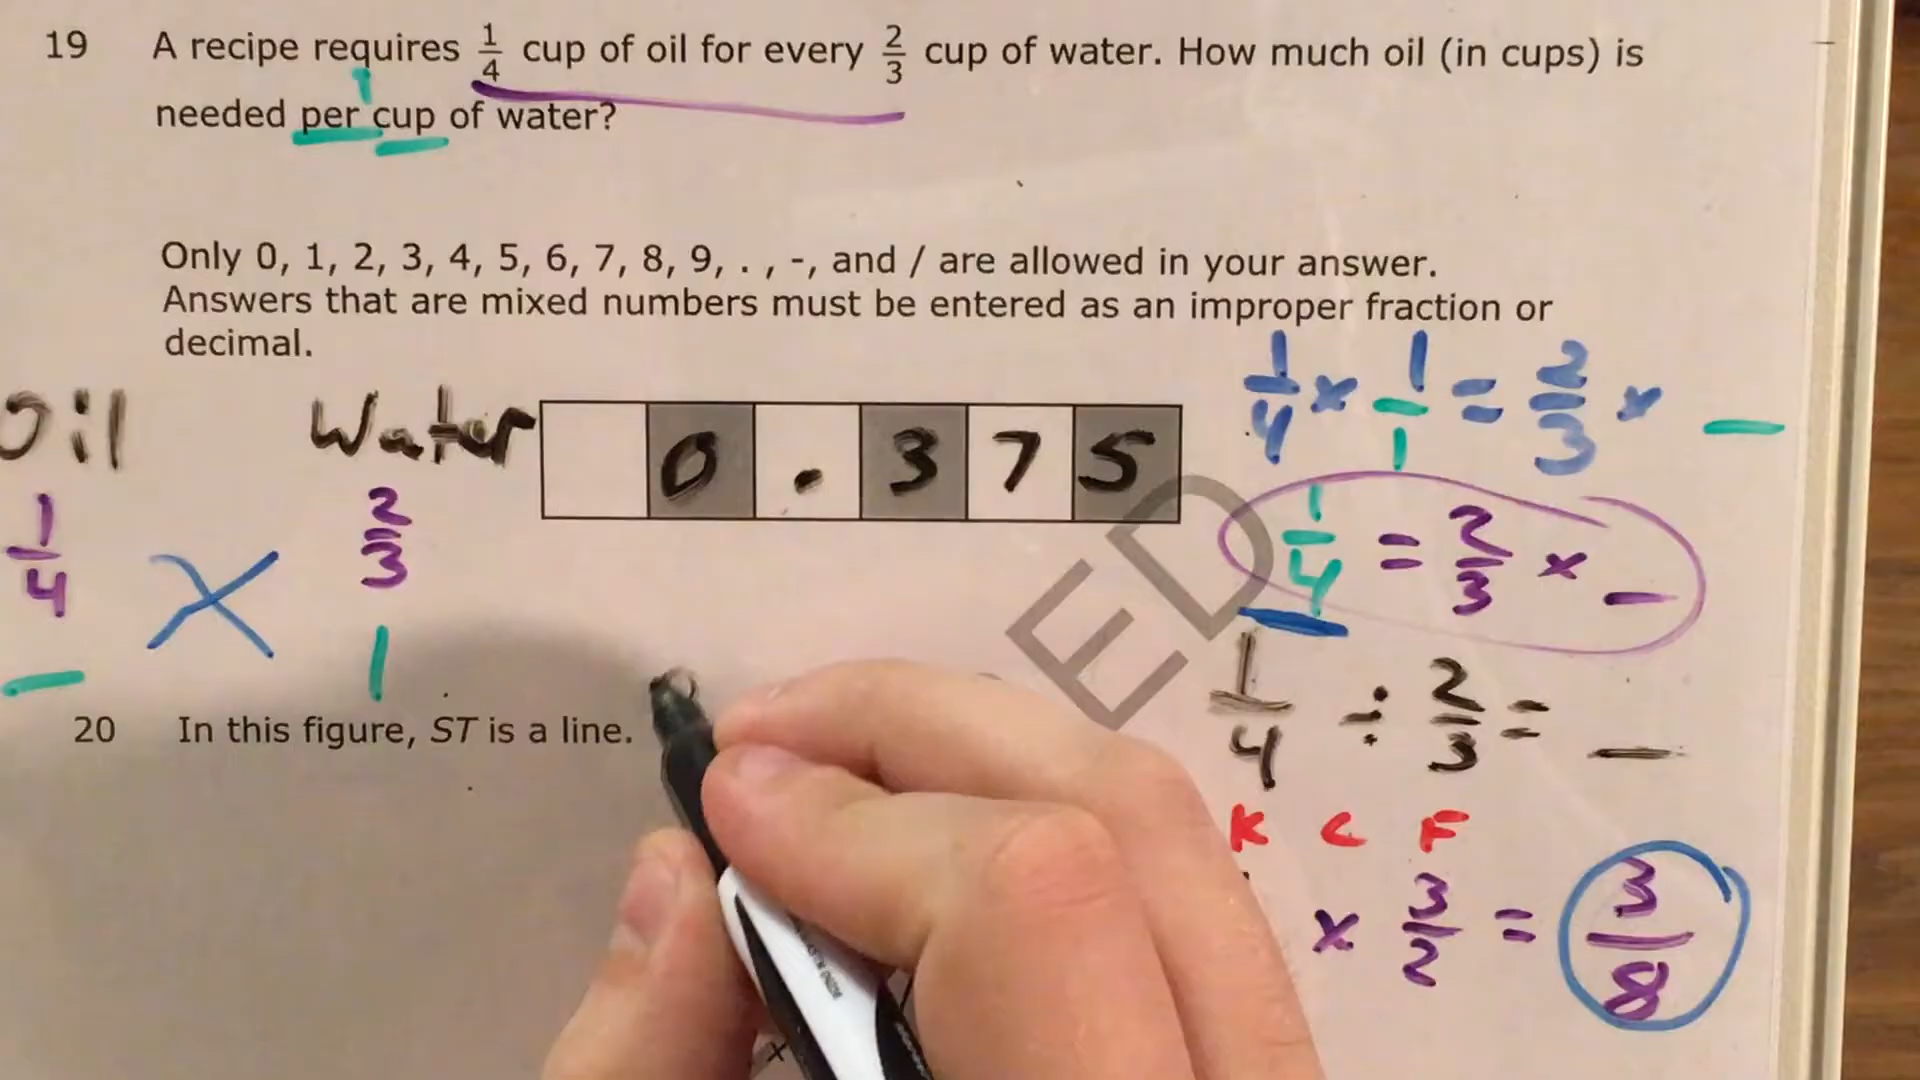 19 A recipe requires 1/4 cup of oil for every 2/3 cup of water. How much oil (in cups) is
1
needed per cup of water?
Only 0, 1, 2, 3, 4, 5, 6, 7, 8, 9, . , -, and / are allowed in your answer.
Answers that are mixed numbers must be entered as an improper fraction or
decimal.
Oil Water
0 . 3 7 5
1/4 × 1/1 = 2/3 × _
1/4 2/3
_ 1
1/4 = 2/3 × _
1/4 ÷ 2/3 = _
K C F
× 3/2 = 3/8
ED
20 In this figure, ST is a line.
x